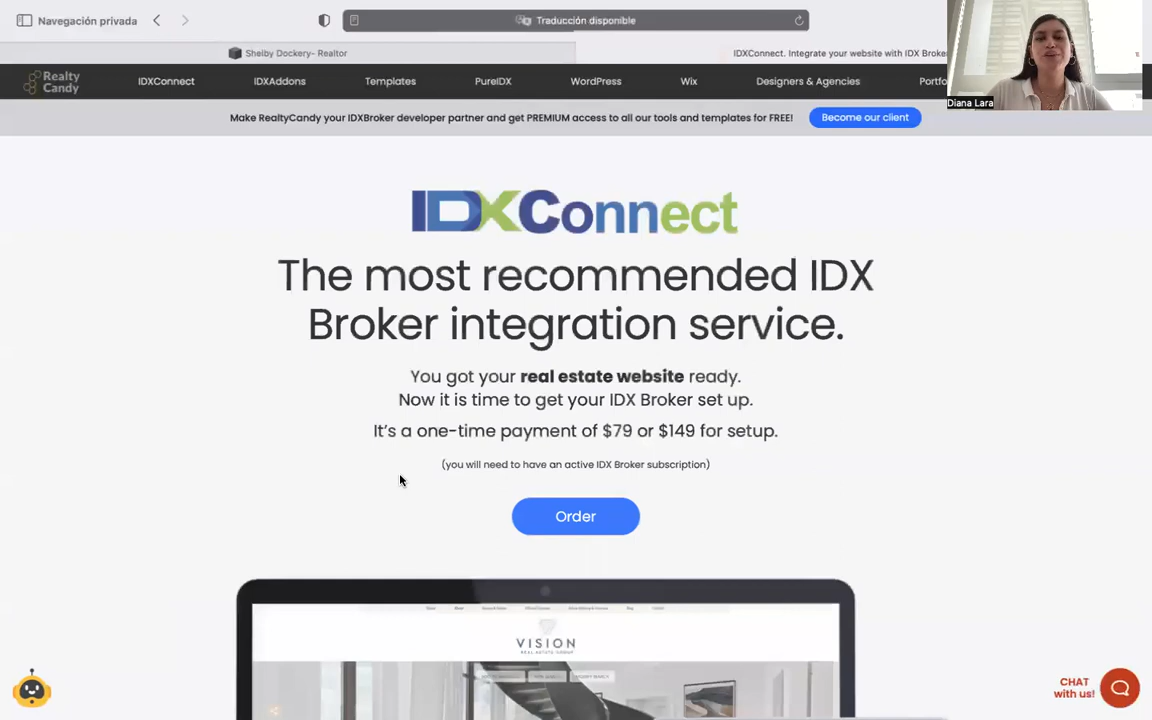 Navegación privada
Traducción disponible
Shelby Dockery- Realtor
IDXConnect. Integrate your website with IDX Broker
Diana Lara
Realty
Candy
IDXConnect
IDXAddons
Templates
PureIDX
WordPress
Wix
Designers & Agencies
Portfo
Make RealtyCandy your IDXBroker developer partner and get PREMIUM access to all our tools and templates for FREE!
Become our client
IDXConnect
The most recommended IDX
Broker integration service.
You got your real estate website ready.
Now it is time to get your IDX Broker set up.
It's a one-time payment of $79 or $149 for setup.
(you will need to have an active IDX Broker subscription)
Order
VISION
REAL ESTATE GROUP
CHAT
with us!